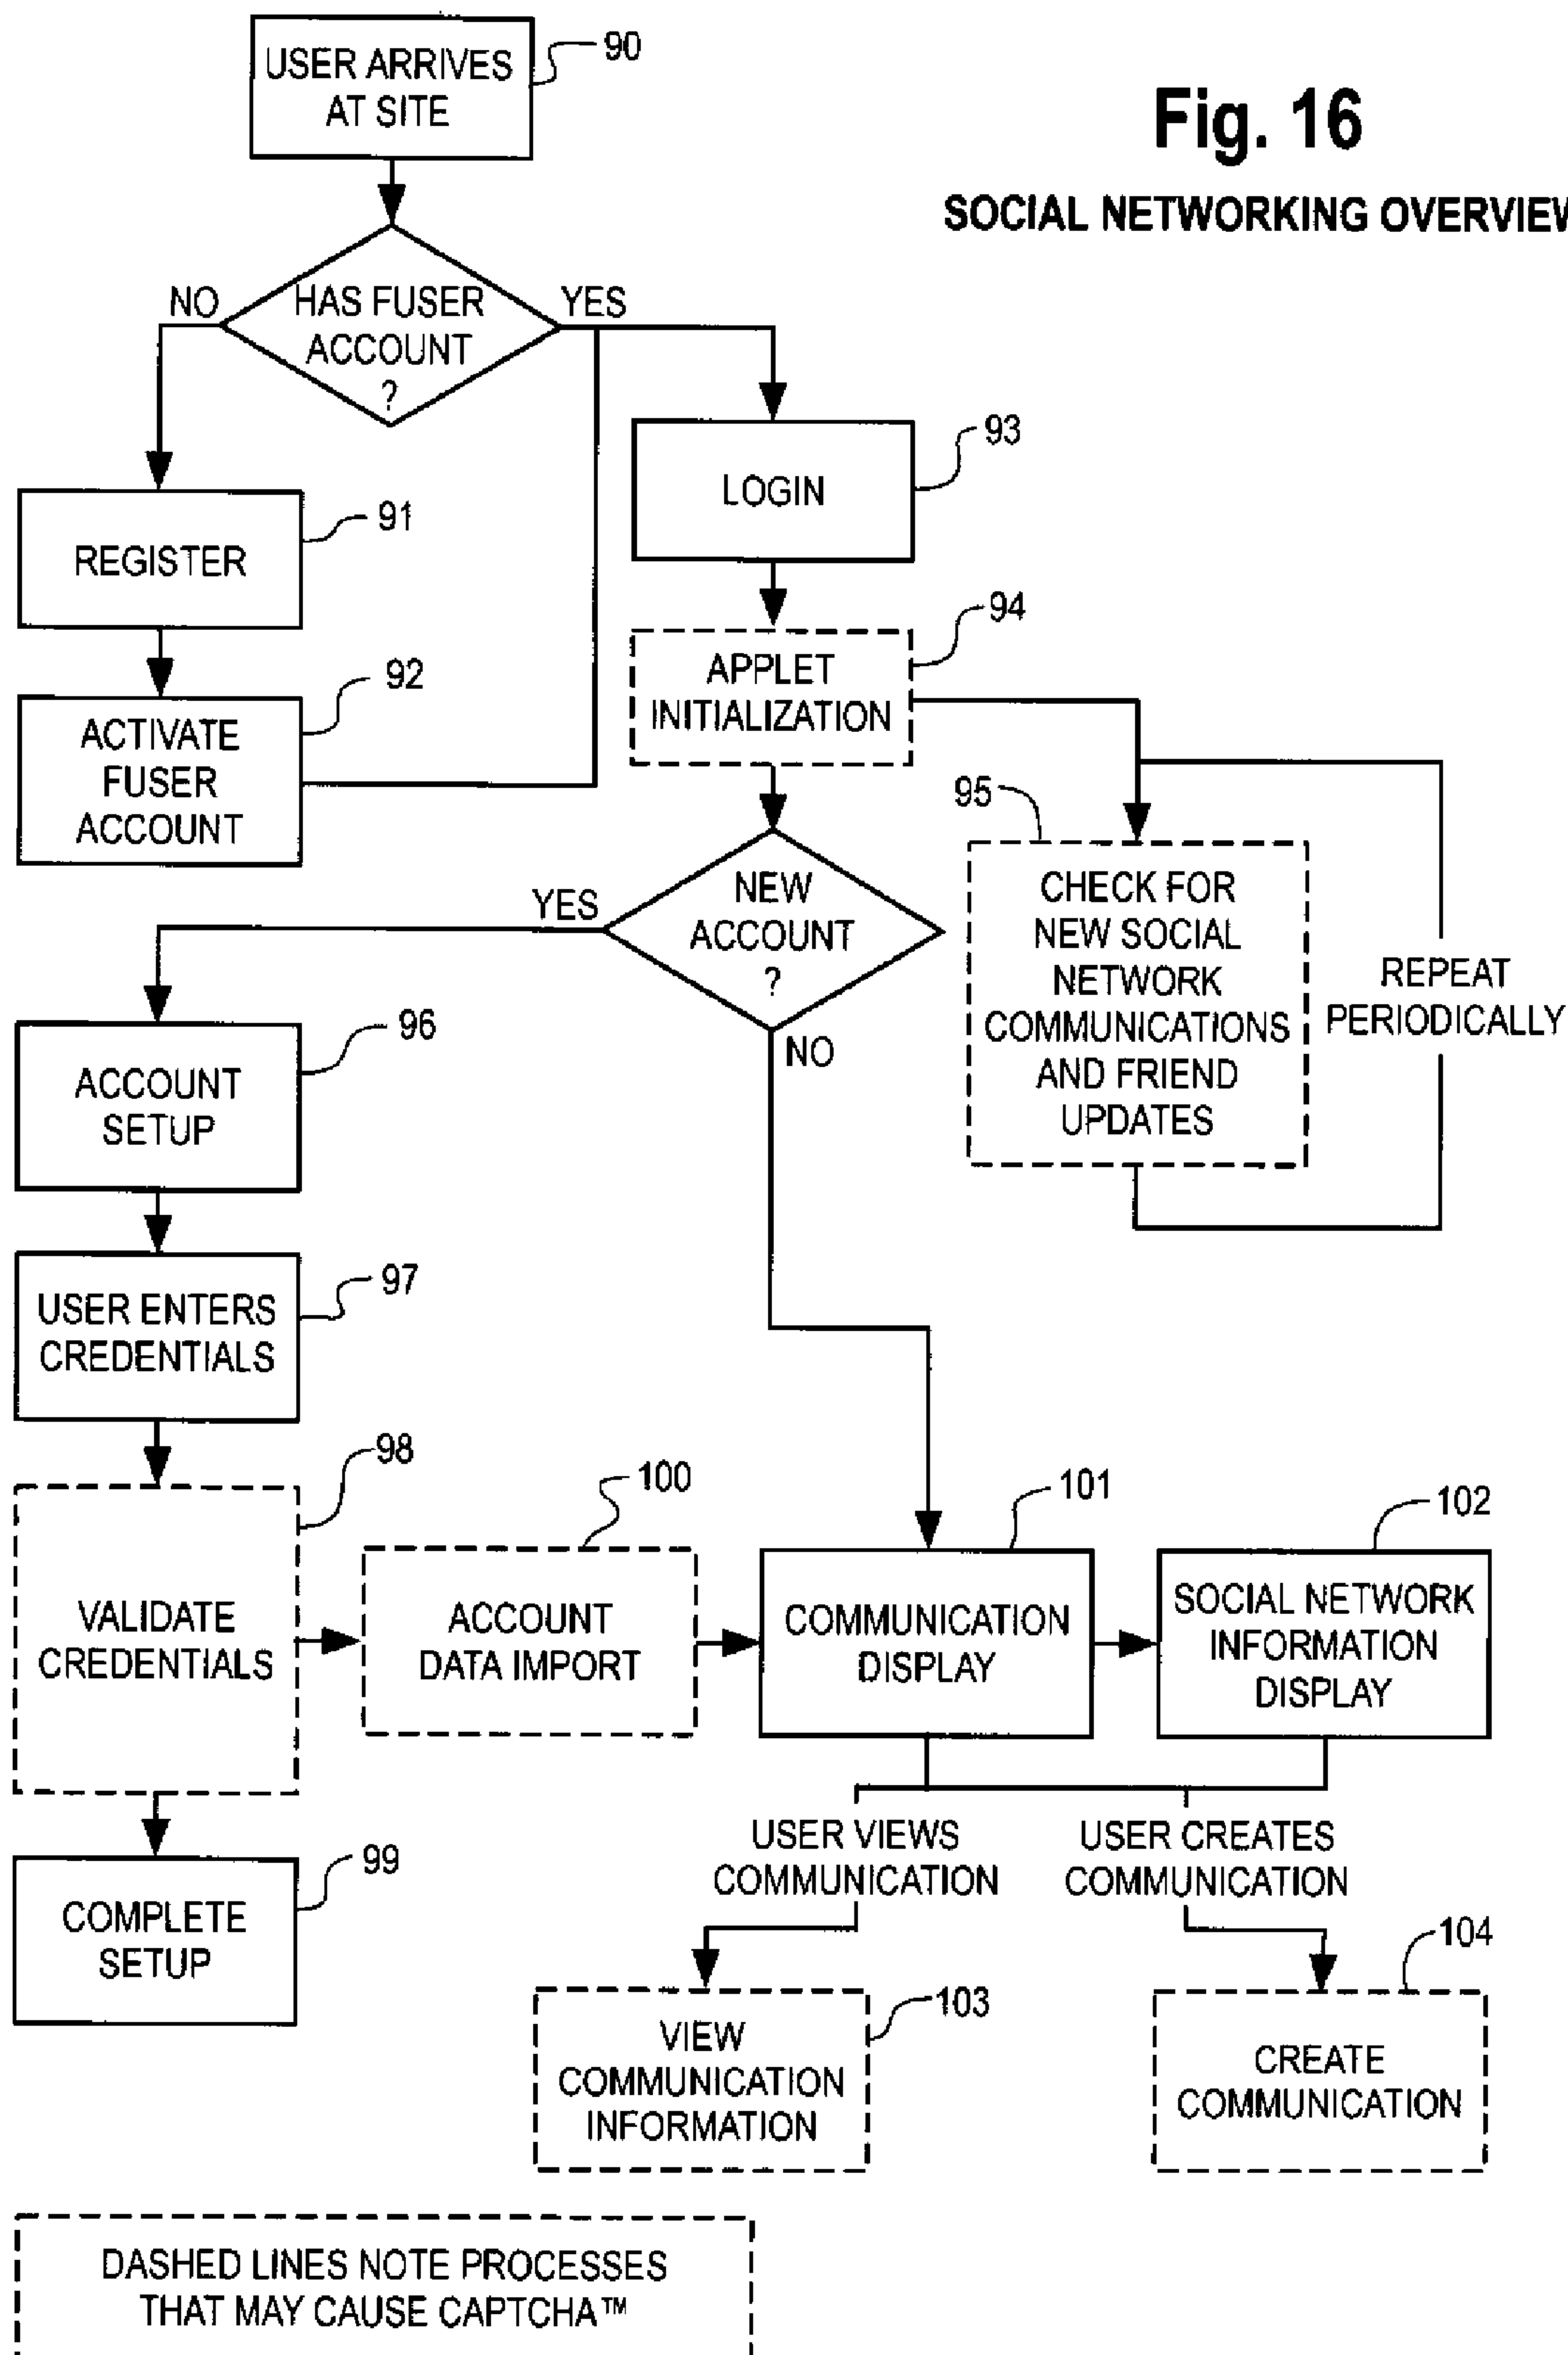 90
USER ARRIVES
AT SITE
Fig. 16
SOCIAL NETWORKING OVERVIEW
NO
HAS FUSER
ACCOUNT
?
YES
93
LOGIN
91
REGISTER
94
APPLET
INITIALIZATION
92
ACTIVATE
FUSER
ACCOUNT
95
CHECK FOR
NEW SOCIAL
NETWORK
COMMUNICATIONS
AND FRIEND
UPDATES
REPEAT
PERIODICALLY
YES
NEW
ACCOUNT
?
NO
96
ACCOUNT
SETUP
97
USER ENTERS
CREDENTIALS
98
VALIDATE
CREDENTIALS
100
ACCOUNT
DATA IMPORT
101
COMMUNICATION
DISPLAY
102
SOCIAL NETWORK
INFORMATION
DISPLAY
99
COMPLETE
SETUP
USER VIEWS
COMMUNICATION
USER CREATES
COMMUNICATION
103
VIEW
COMMUNICATION
INFORMATION
104
CREATE
COMMUNICATION
DASHED LINES NOTE PROCESSES
THAT MAY CAUSE CAPTCHA™